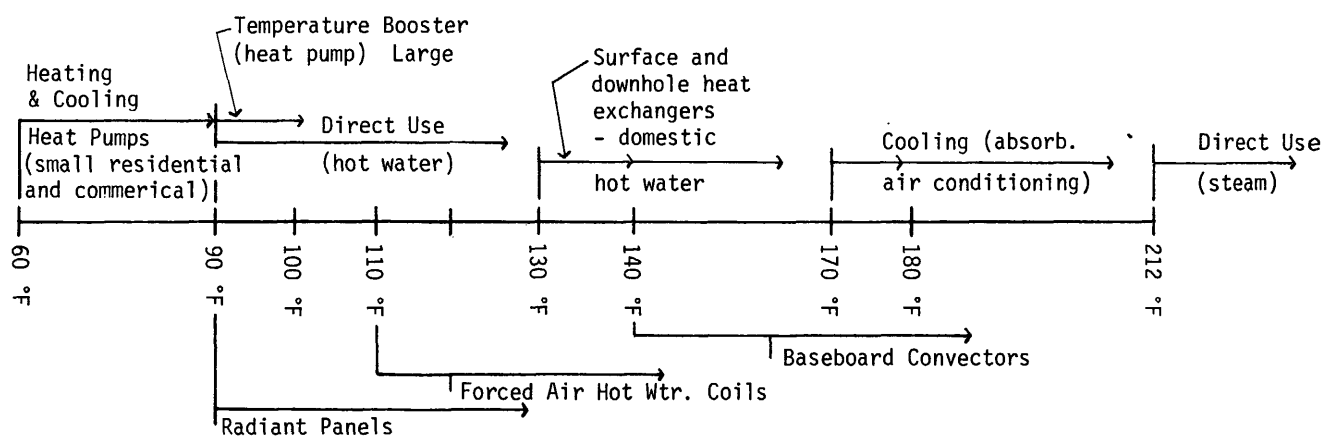 Temperature Booster
(heat pump) Large
Heating
& Cooling
Heat Pumps
(small residential
and commerical)
Direct Use
(hot water)
Surface and
downhole heat
exchangers
- domestic
hot water
Cooling (absorb.
air conditioning)
Direct Use
(steam)
60 °F
90 °F
100 °F
110 °F
130 °F
140 °F
170 °F
180 °F
212 °F
Baseboard Convectors
Forced Air Hot Wtr. Coils
Radiant Panels